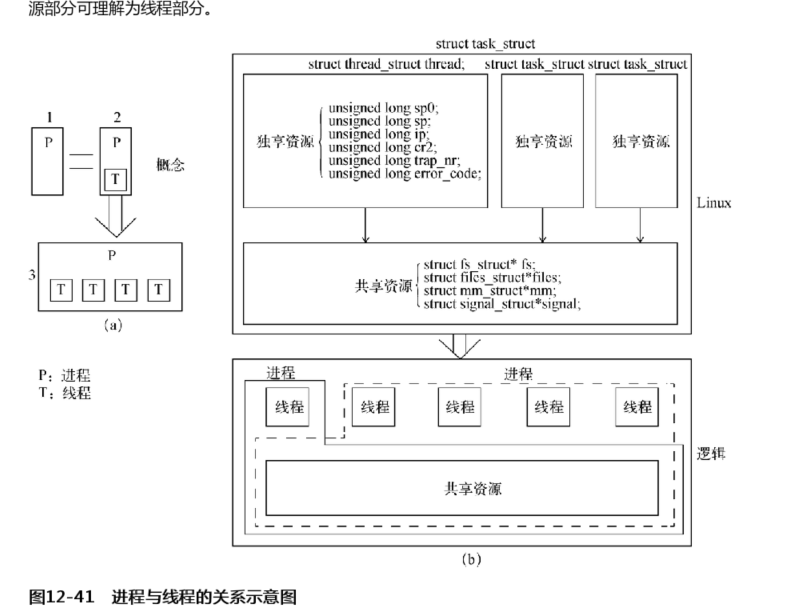 源部分可理解为线程部分。
struct task_struct
struct thread_struct thread;
struct task_struct struct task_struct
独享资源
unsigned long sp0;
unsigned long sp;
unsigned long ip;
unsigned long cr2;
unsigned long trap_nr;
unsigned long error_code;
独享资源
独享资源
Linux
共享资源
struct fs_struct* fs;
struct files_struct*files;
struct mm_struct*mm;
struct signal_struct*signal;
1
2
P
P
T
概念
3
P
T T T T
(a)
P：进程
T：线程
进程
进程
线程 线程 线程 线程 线程
逻辑
共享资源
(b)
图12-41 进程与线程的关系示意图